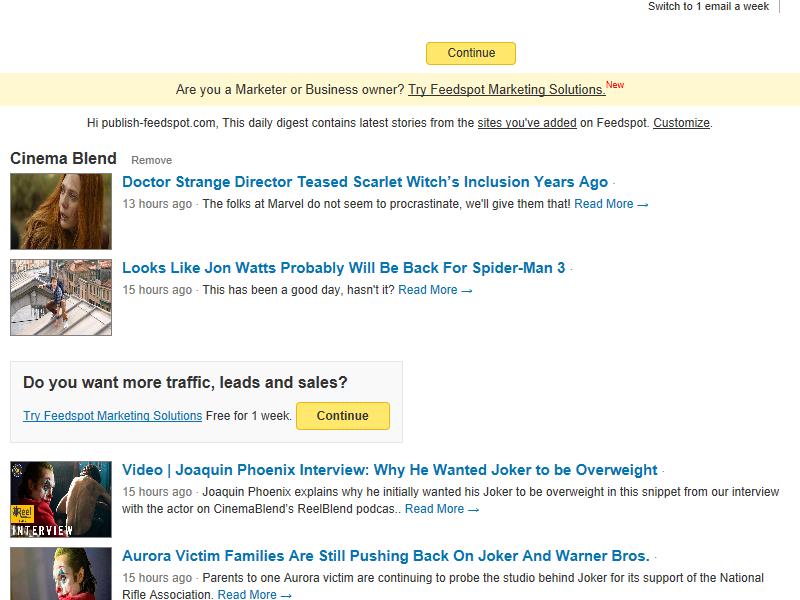 Switch to 1 email a week
Continue
Are you a Marketer or Business owner? Try Feedspot Marketing Solutions. New
Hi publish-feedspot.com, This daily digest contains latest stories from the sites you've added on Feedspot. Customize.
Cinema Blend Remove
Doctor Strange Director Teased Scarlet Witch’s Inclusion Years Ago ·
13 hours ago · The folks at Marvel do not seem to procrastinate, we'll give them that! Read More →
Looks Like Jon Watts Probably Will Be Back For Spider-Man 3 ·
15 hours ago · This has been a good day, hasn't it? Read More →
Do you want more traffic, leads and sales?
Try Feedspot Marketing Solutions Free for 1 week. Continue
Video | Joaquin Phoenix Interview: Why He Wanted Joker to be Overweight ·
15 hours ago · Joaquin Phoenix explains why he initially wanted his Joker to be overweight in this snippet from our interview
with the actor on CinemaBlend’s ReelBlend podcas.. Read More →
Reel
INTERVIEW
Aurora Victim Families Are Still Pushing Back On Joker And Warner Bros. ·
15 hours ago · Parents to one Aurora victim are continuing to probe the studio behind Joker for its support of the National
Rifle Association. Read More →